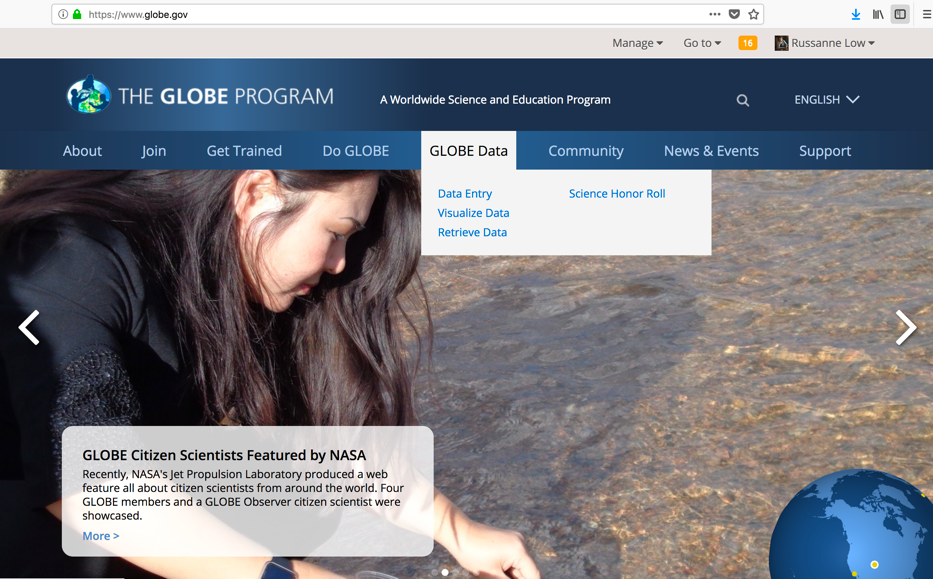 https://www.globe.gov
Manage Go to 16 Russanne Low
THE GLOBE PROGRAM
A Worldwide Science and Education Program
ENGLISH
About Join Get Trained Do GLOBE GLOBE Data Community News & Events Support
Data Entry Science Honor Roll
Visualize Data
Retrieve Data
GLOBE Citizen Scientists Featured by NASA
Recently, NASA's Jet Propulsion Laboratory produced a web
feature all about citizen scientists from around the world. Four
GLOBE members and a GLOBE Observer citizen scientist were
showcased.
More >